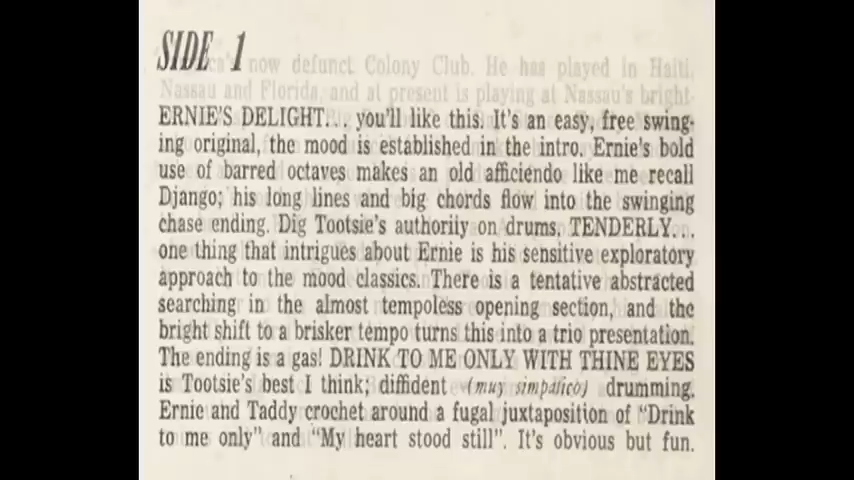 SIDE 1
ca's now defunct Colony Club. He has played in Haiti,
Nassau and Florida, and at present is playing at Nassau's bright-
ERNIE'S DELIGHT... you'll like this. It's an easy, free swing-
ing original, the mood is established in the intro. Ernie's bold
use of barred octaves makes an old afficiendo like me recall
Django; his long lines and big chords flow into the swinging
chase ending. Dig Tootsie's authoriiy on drums. TENDERLY...
one thing that intrigues about Ernie is his sensitive exploratory
approach to the mood classics. There is a tentative abstracted
searching in the almost tempoless opening section, and the
bright shift to a brisker tempo turns this into a trio presentation.
The ending is a gas! DRINK TO ME ONLY WITH THINE EYES
is Tootsie's best I think; diffident (muy simpatico) drumming.
Ernie and Taddy crochet around a fugal juxtaposition of "Drink
to me only" and "My heart stood still". It's obvious but fun.